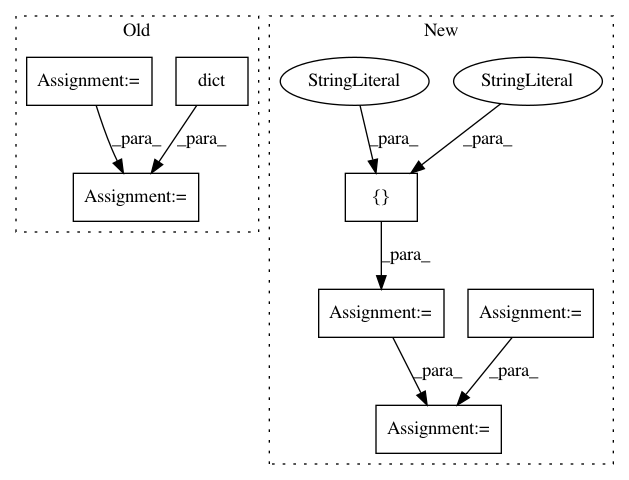 Old
New
Assignment:=
dict
StringLiteral
StringLiteral
_para_
_para_
_para_
_para_
Assignment:=
{}
_para_
Assignment:=
Assignment:=
_para_
_para_
Assignment:=